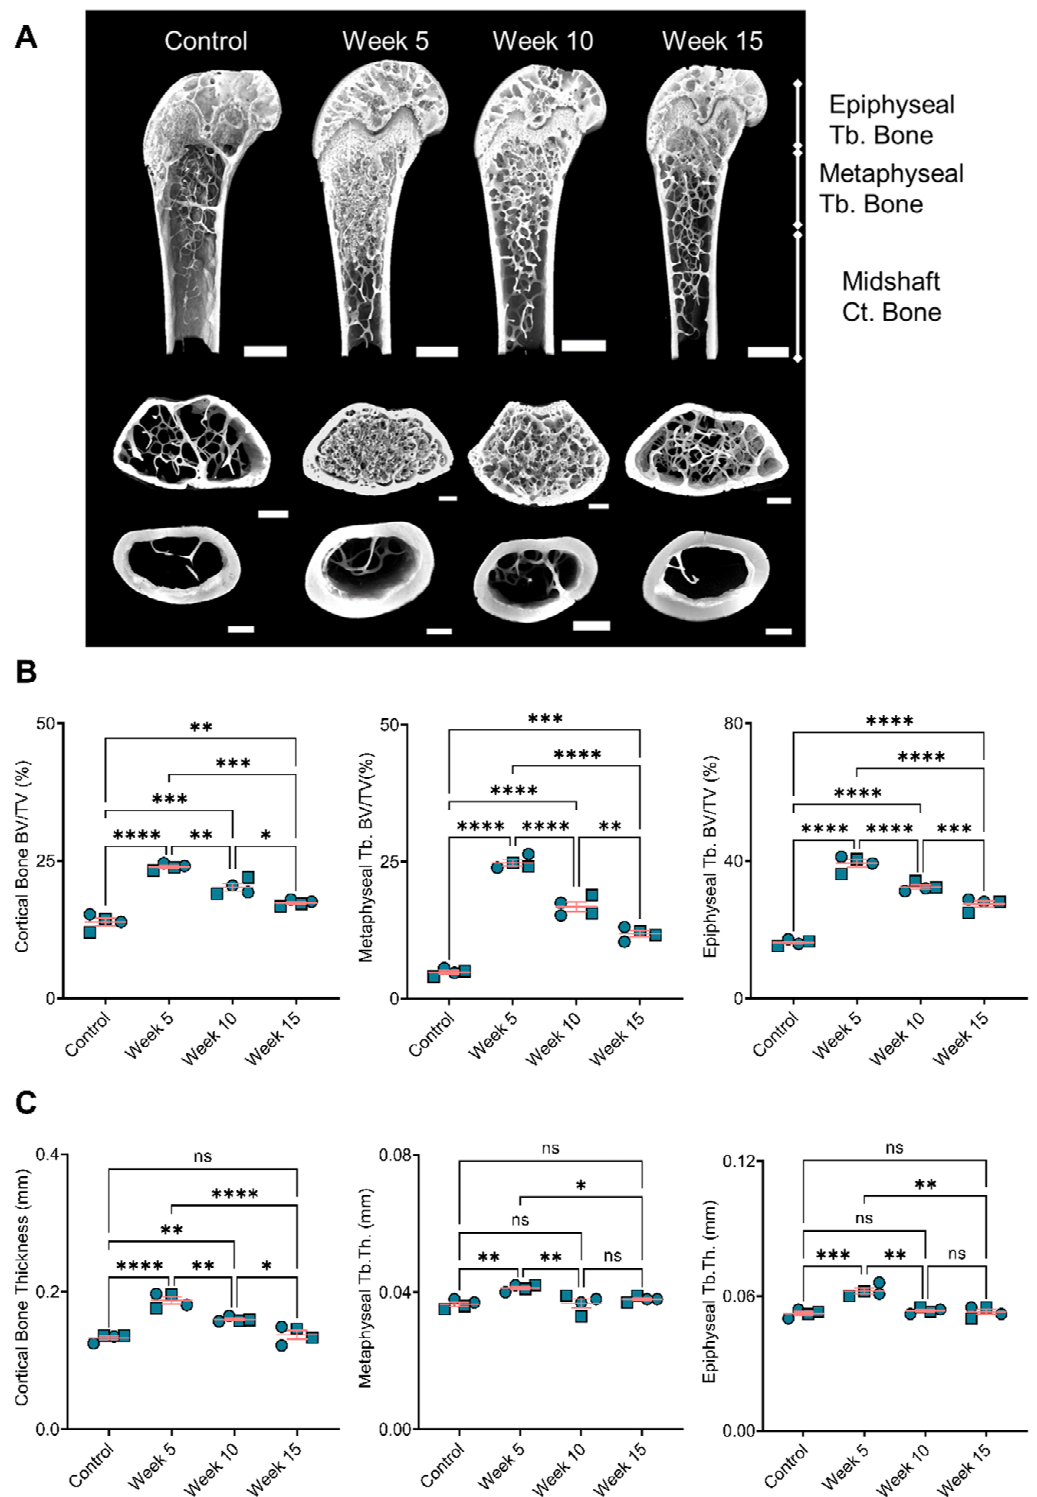 A
Control
Week 5
Week 10
Week 15
Epiphyseal
Tb. Bone
Metaphyseal
Tb. Bone
Midshaft
Ct. Bone
B
Cortical Bone BV/TV (%)
50
25
0
**
***
***
****
**
*
Control
Week 5
Week 10
Week 15
Metaphyseal Tb. BV/TV(%)
50
25
0
***
****
****
****
****
**
Control
Week 5
Week 10
Week 15
Epiphyseal Tb. BV/TV (%)
80
40
0
****
****
****
****
****
***
Control
Week 5
Week 10
Week 15
C
Cortical Bone Thickness (mm)
0.4
0.2
0.0
ns
****
**
****
**
*
Control
Week 5
Week 10
Week 15
Metaphyseal Tb.Th. (mm)
0.08
0.04
0.00
ns
*
ns
**
**
ns
Control
Week 5
Week 10
Week 15
Epiphyseal Tb.Th. (mm)
0.12
0.06
0.00
ns
**
ns
***
**
ns
Control
Week 5
Week 10
Week 15